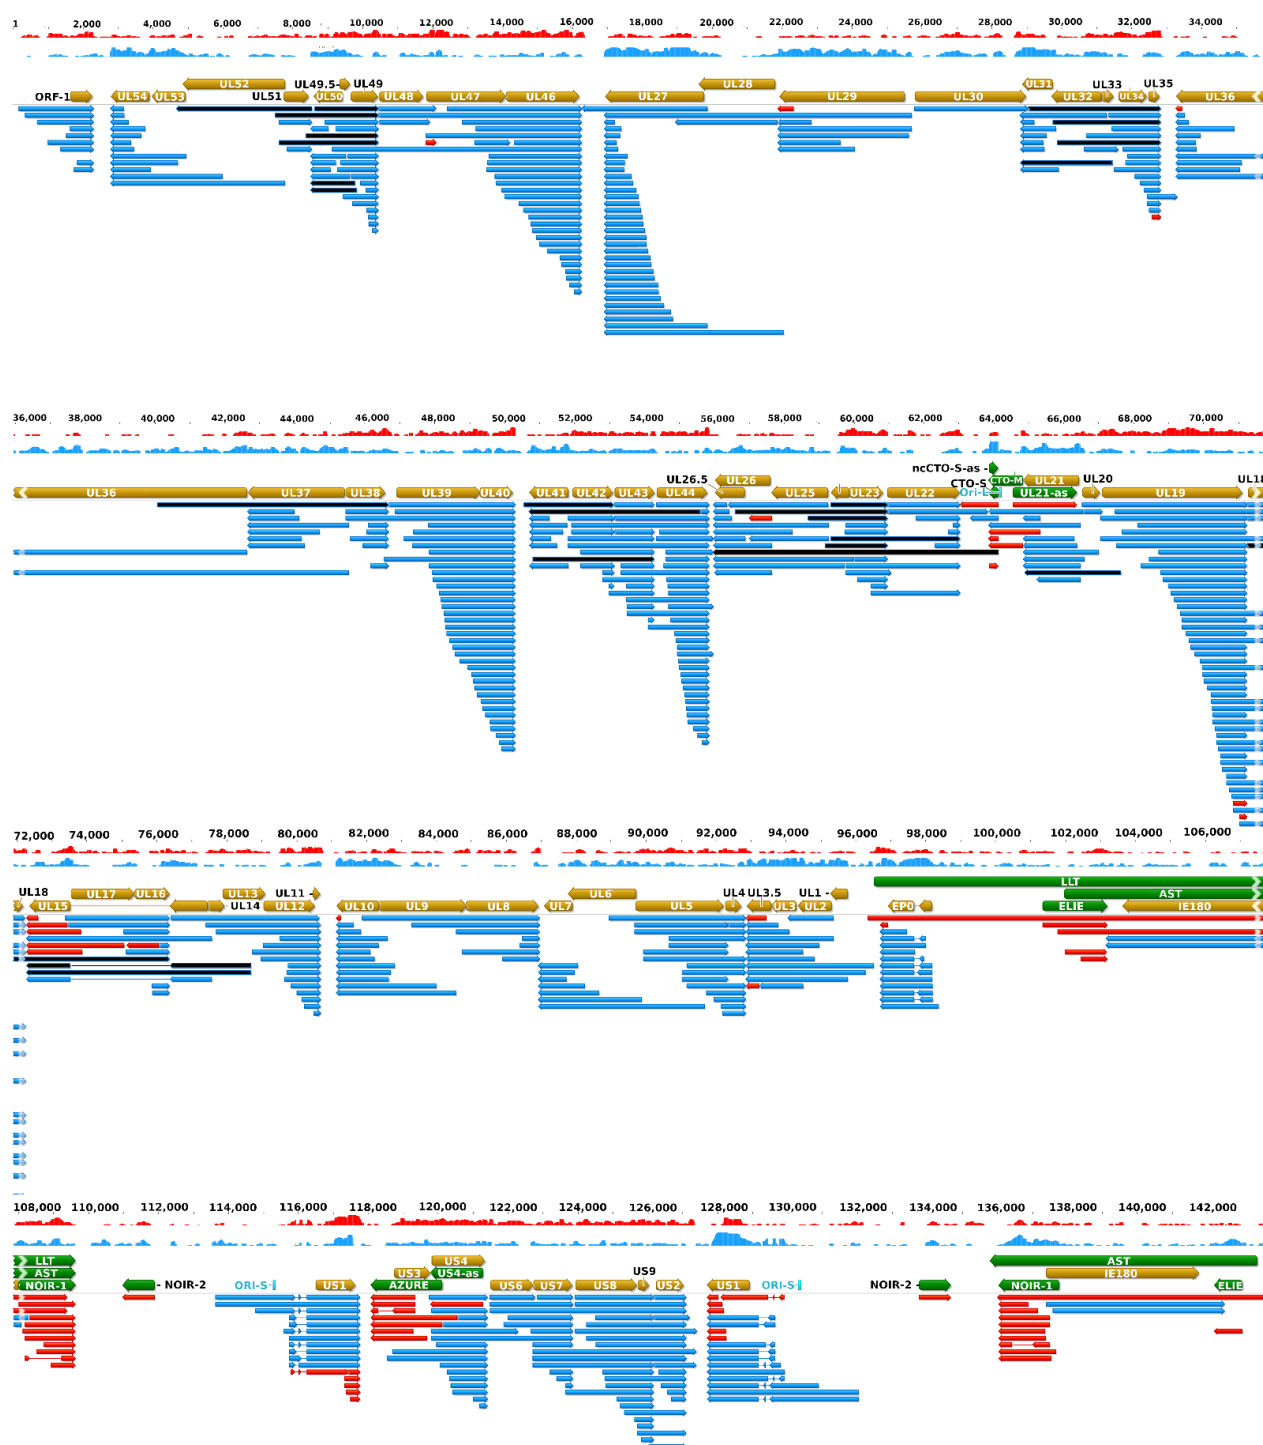 1 2,000 4,000 6,000 8,000 10,000 12,000 14,000 16,000 18,000 20,000 22,000 24,000 26,000 28,000 30,000 32,000 34,000
UL52 UL49.5- UL49 UL28 UL31 UL33 UL35
ORF-1 UL54 UL53 UL51 UL50 UL48 UL47 UL46 UL27 UL29 UL30 UL32 UL34 UL36
36,000 38,000 40,000 42,000 44,000 46,000 48,000 50,000 52,000 54,000 56,000 58,000 60,000 62,000 64,000 66,000 68,000 70,000
ncCTO-S-as -
UL26.5 UL26 CTO-S CTO-M UL21 UL20 UL18
UL36 UL37 UL38 UL39 UL40 UL41 UL42 UL43 UL44 UL25 UL23 UL22 Ori-L UL21-as UL19
72,000 74,000 76,000 78,000 80,000 82,000 84,000 86,000 88,000 90,000 92,000 94,000 96,000 98,000 100,000 102,000 104,000 106,000
LLT
UL18 UL17 UL16 UL13 UL11 - UL6 UL4 UL3.5 UL1 - AST
UL15 UL14 UL12 UL10 UL9 UL8 UL7 UL5 UL3 UL2 EP0 ELIE IE180
108,000 110,000 112,000 114,000 116,000 118,000 120,000 122,000 124,000 126,000 128,000 130,000 132,000 134,000 136,000 138,000 140,000 142,000
LLT US4 AST
AST US3 US4-as US9 IE180
NOIR-1 - NOIR-2 ORI-S US1 AZURE US6 US7 US8 US2 US1 ORI-S NOIR-2 - NOIR-1 ELIE